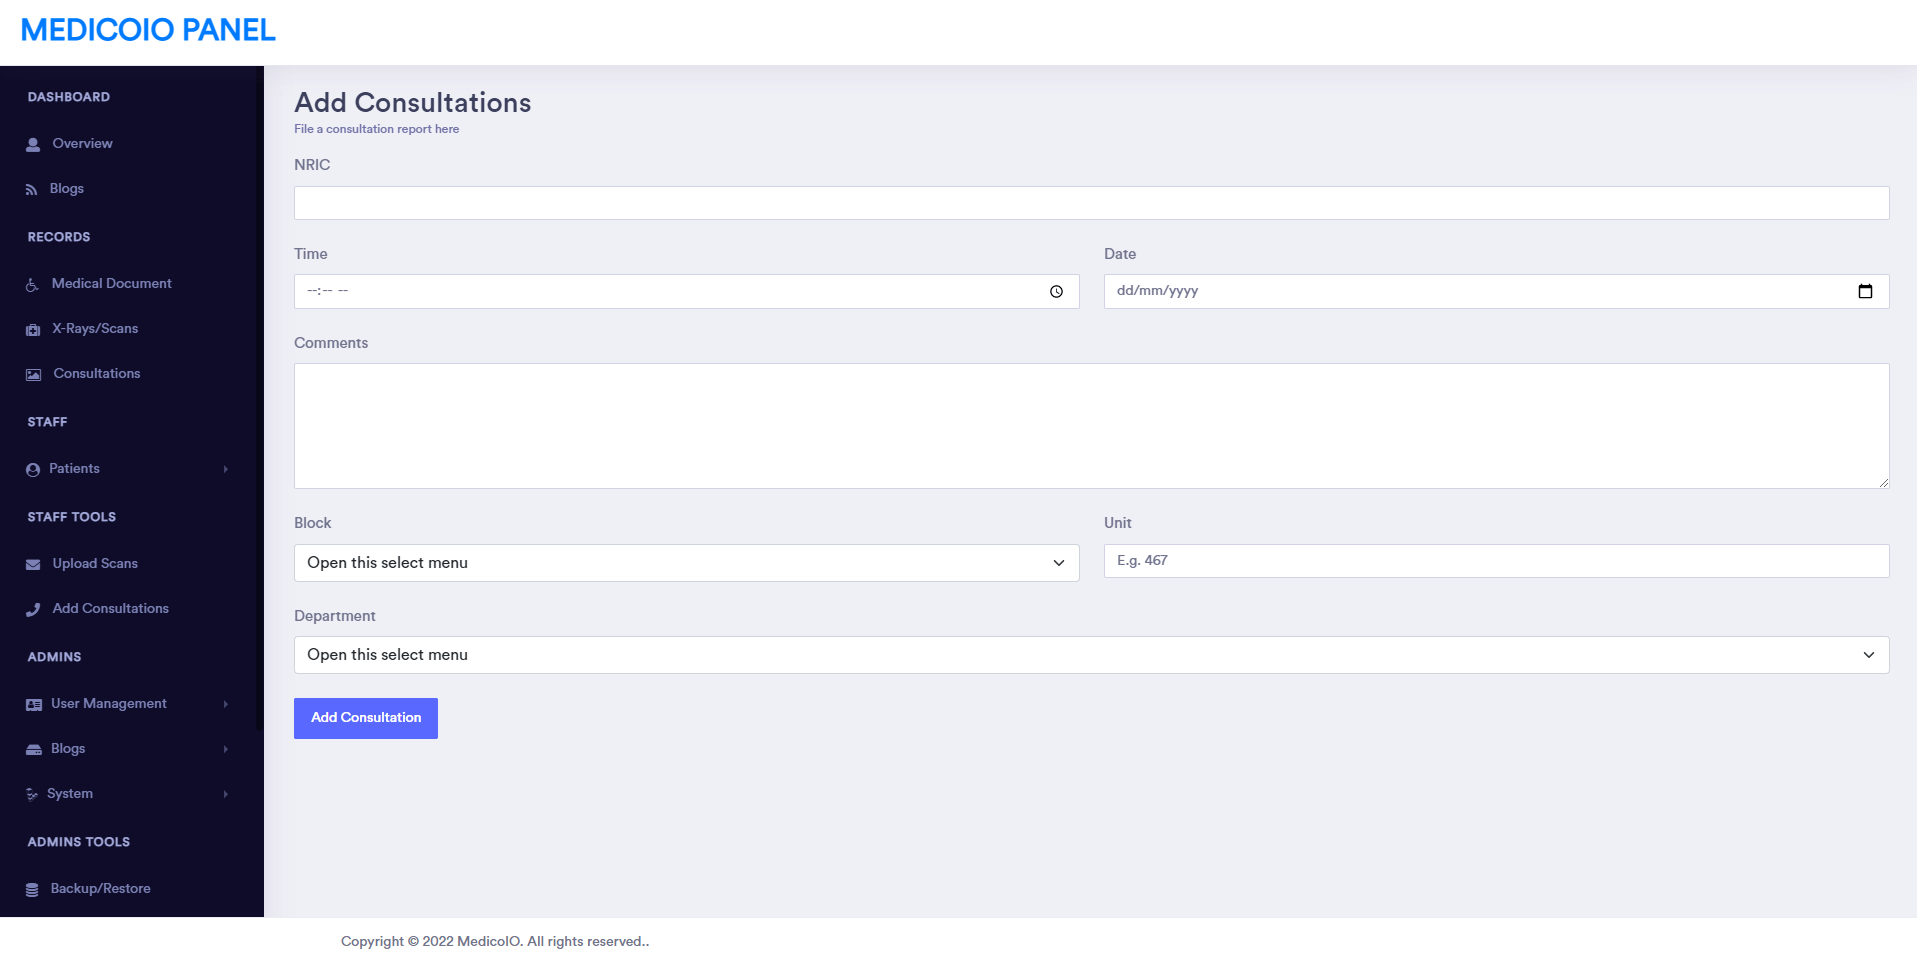 MEDICOIO PANEL
DASHBOARD
Overview
Blogs
RECORDS
Medical Document
X-Rays/Scans
Consultations
STAFF
Patients
STAFF TOOLS
Upload Scans
Add Consultations
ADMINS
User Management
Blogs
System
ADMINS TOOLS
Backup/Restore
Add Consultations
File a consultation report here
NRIC
Time
Date
--:-- --
dd/mm/yyyy
Comments
Block
Unit
Open this select menu
E.g. 467
Department
Open this select menu
Add Consultation
Copyright © 2022 MedicoIO. All rights reserved..